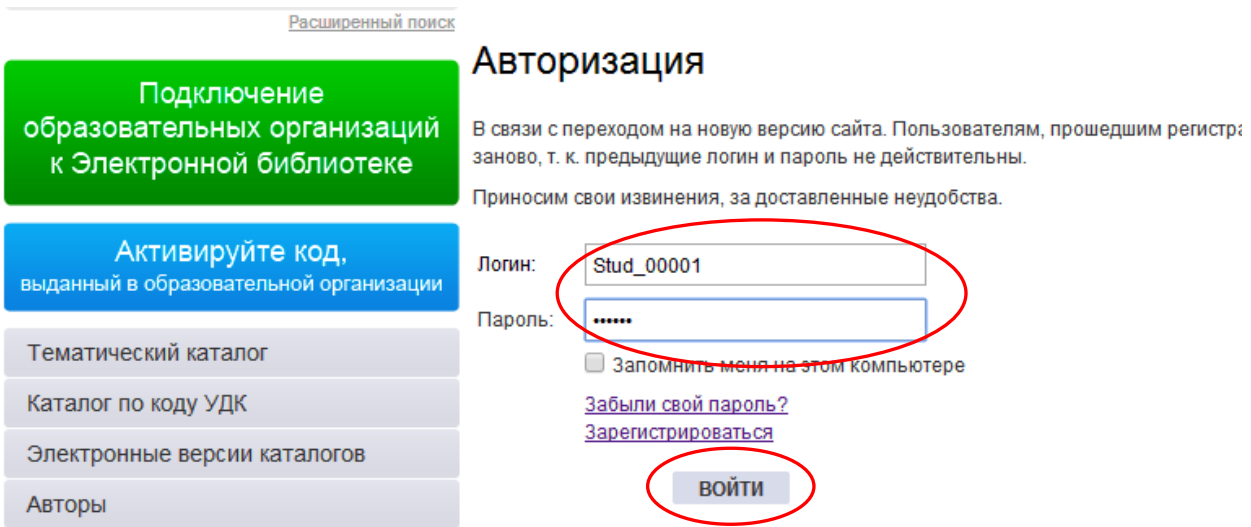 Расширенный поиск
Подключение
образовательных организаций
к Электронной библиотеке
Активируйте код,
выданный в образовательной организации
Тематический каталог
Каталог по коду УДК
Электронные версии каталогов
Авторы
Авторизация
В связи с переходом на новую версию сайта. Пользователям, прошедшим регистра
заново, т. к. предыдущие логин и пароль не действительны.
Приносим свои извинения, за доставленные неудобства.
Логин: Stud_00001
Пароль: ••••••
Запомнить меня на этом компьютере
Забыли свой пароль?
Зарегистрироваться
ВОЙТИ